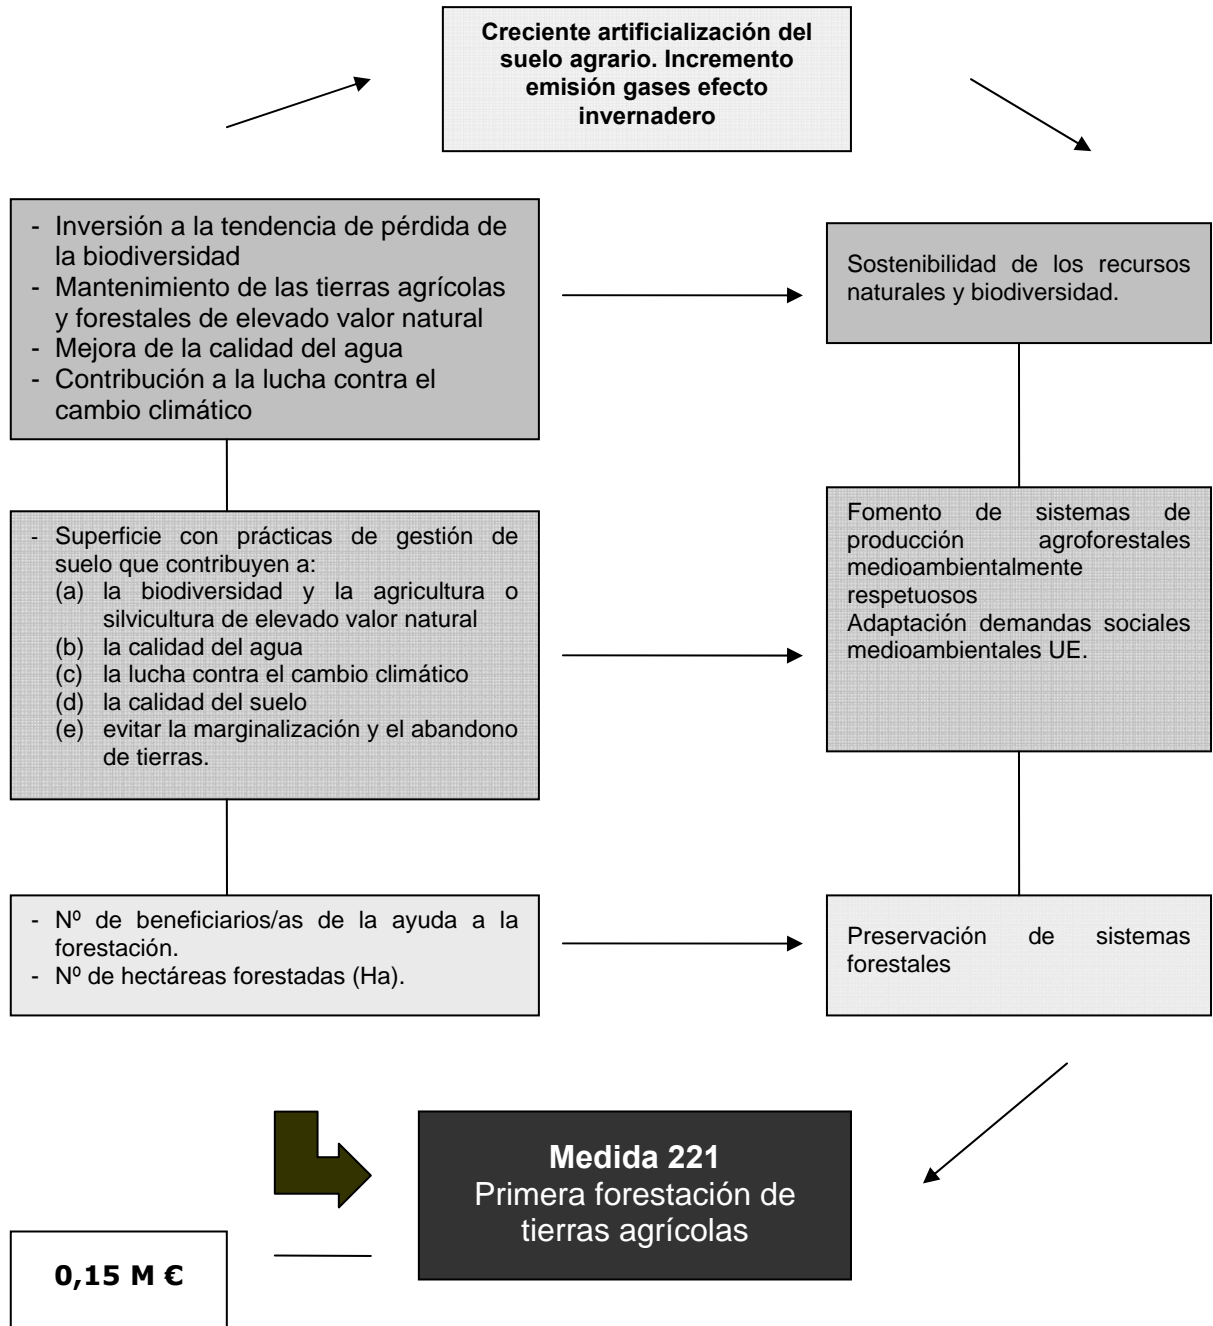 Creciente artificialización del
suelo agrario. Incremento
emisión gases efecto
invernadero
- Inversión a la tendencia de pérdida de
la biodiversidad
- Mantenimiento de las tierras agrícolas
y forestales de elevado valor natural
- Mejora de la calidad del agua
- Contribución a la lucha contra el
cambio climático
Sostenibilidad de los recursos
naturales y biodiversidad.
- Superficie con prácticas de gestión de
suelo que contribuyen a:
(a) la biodiversidad y la agricultura o
silvicultura de elevado valor natural
(b) la calidad del agua
(c) la lucha contra el cambio climático
(d) la calidad del suelo
(e) evitar la marginalización y el abandono
de tierras.
Fomento de sistemas de
producción agroforestales
medioambientalmente
respetuosos
Adaptación demandas sociales
medioambientales UE.
- Nº de beneficiarios/as de la ayuda a la
forestación.
- Nº de hectáreas forestadas (Ha).
Preservación de sistemas
forestales
Medida 221
Primera forestación de
tierras agrícolas
0,15 M €